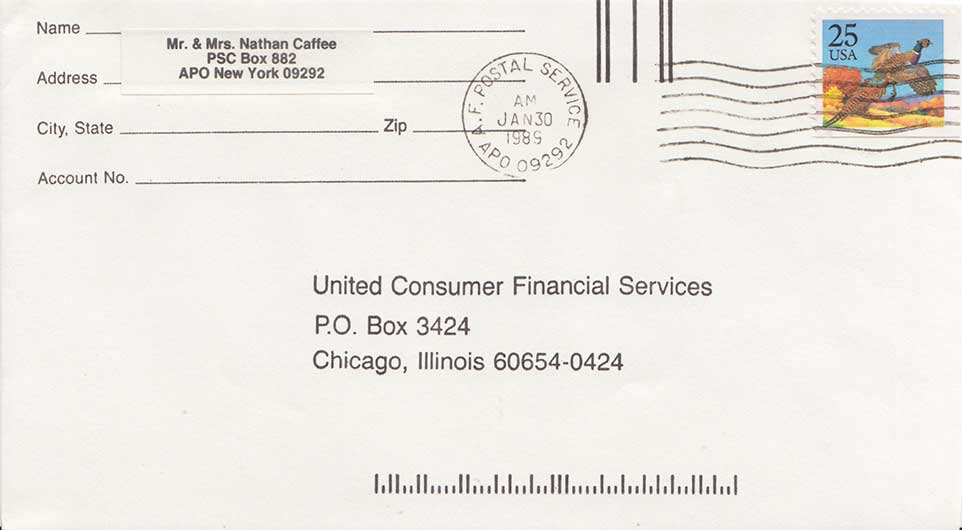 Name
Mr. & Mrs. Nathan Caffee
PSC Box 882
APO New York 09292
Address
City, State Zip
Account No.
A.F. POSTAL SERVICE
AM
JAN 30
1989
APO 09292
25
USA
United Consumer Financial Services
P.O. Box 3424
Chicago, Illinois 60654-0424